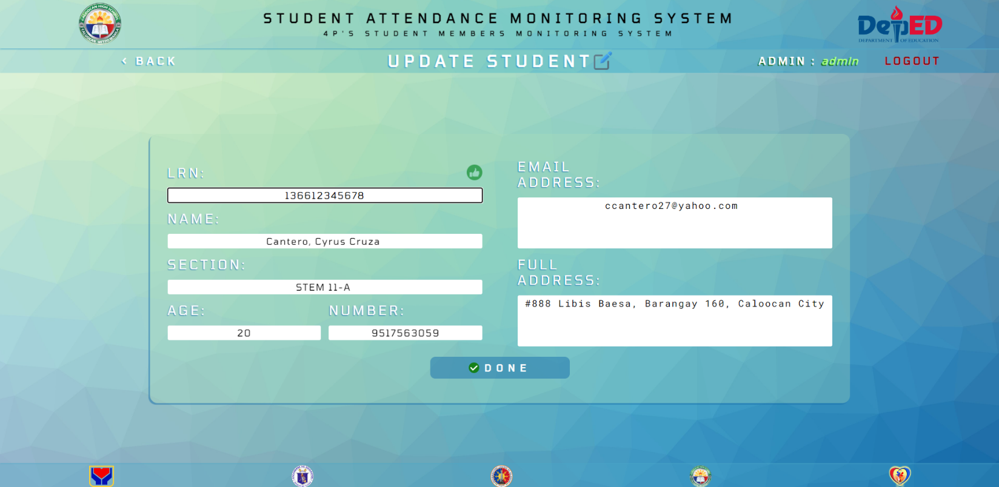 STUDENT ATTENDANCE MONITORING SYSTEM
4P'S STUDENT MEMBERS MONITORING SYSTEM
DepED
DEPARTMENT OF EDUCATION
< BACK
UPDATE STUDENT
ADMIN : admin
LOGOUT
LRN:
136612345678
NAME:
Cantero, Cyrus Cruza
SECTION:
STEM 11-A
AGE:
NUMBER:
20
9517563059
EMAIL
ADDRESS:
ccantero27@yahoo.com
FULL
ADDRESS:
#888 Libis Baesa, Barangay 160, Caloocan City
DONE